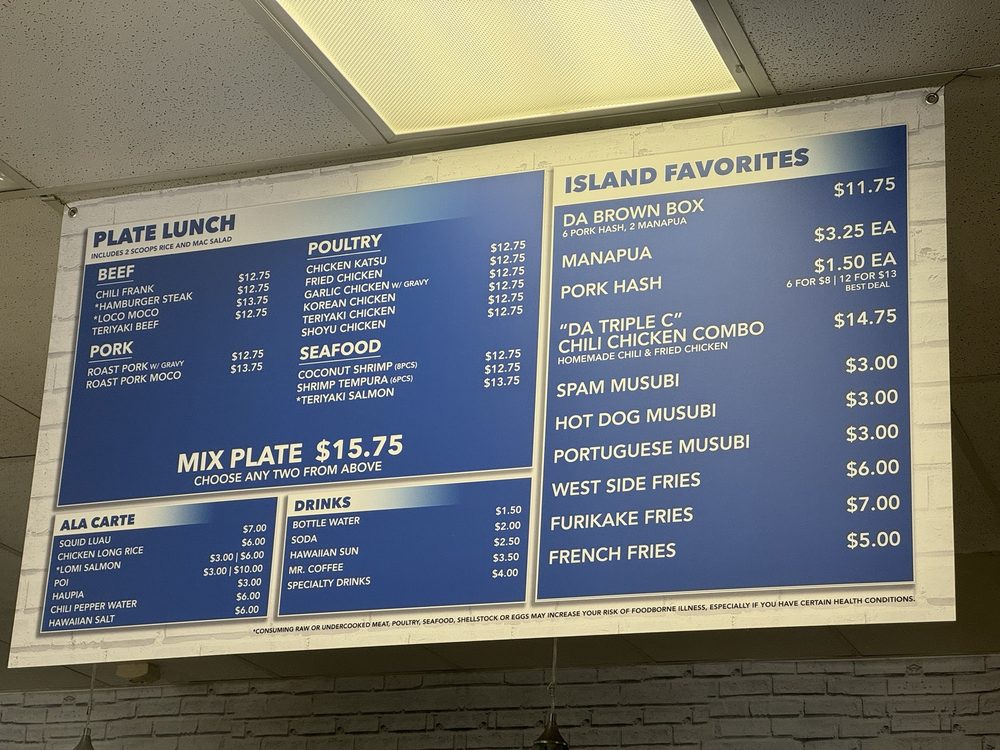 PLATE LUNCH
INCLUDES 2 SCOOPS RICE AND MAC SALAD
BEEF
CHILI FRANK $12.75
*HAMBURGER STEAK $12.75
*LOCO MOCO $13.75
TERIYAKI BEEF $12.75
PORK
ROAST PORK W/ GRAVY $12.75
ROAST PORK MOCO $13.75
POULTRY
CHICKEN KATSU $12.75
FRIED CHICKEN $12.75
GARLIC CHICKEN W/ GRAVY $12.75
KOREAN CHICKEN $12.75
TERIYAKI CHICKEN $12.75
SHOYU CHICKEN $12.75
SEAFOOD
COCONUT SHRIMP (8PCS) $12.75
SHRIMP TEMPURA (6PCS) $12.75
*TERIYAKI SALMON $13.75
MIX PLATE $15.75
CHOOSE ANY TWO FROM ABOVE
ALA CARTE
SQUID LUAU $7.00
CHICKEN LONG RICE $6.00
*LOMI SALMON $3.00 | $6.00
POI $3.00 | $10.00
HAUPIA $3.00
CHILI PEPPER WATER $6.00
HAWAIIAN SALT $6.00
DRINKS
BOTTLE WATER $1.50
SODA $2.00
HAWAIIAN SUN $2.50
MR. COFFEE $3.50
SPECIALTY DRINKS $4.00
ISLAND FAVORITES
DA BROWN BOX $11.75
6 PORK HASH, 2 MANAPUA
MANAPUA $3.25 EA
PORK HASH $1.50 EA
6 FOR $8 | 12 FOR $13
BEST DEAL
"DA TRIPLE C" $14.75
CHILI CHICKEN COMBO
HOMEMADE CHILI & FRIED CHICKEN
SPAM MUSUBI $3.00
HOT DOG MUSUBI $3.00
PORTUGUESE MUSUBI $3.00
WEST SIDE FRIES $6.00
FURIKAKE FRIES $7.00
FRENCH FRIES $5.00
*CONSUMING RAW OR UNDERCOOKED MEAT, POULTRY, SEAFOOD, SHELLSTOCK OR EGGS MAY INCREASE YOUR RISK OF FOODBORNE ILLNESS, ESPECIALLY IF YOU HAVE CERTAIN HEALTH CONDITIONS.